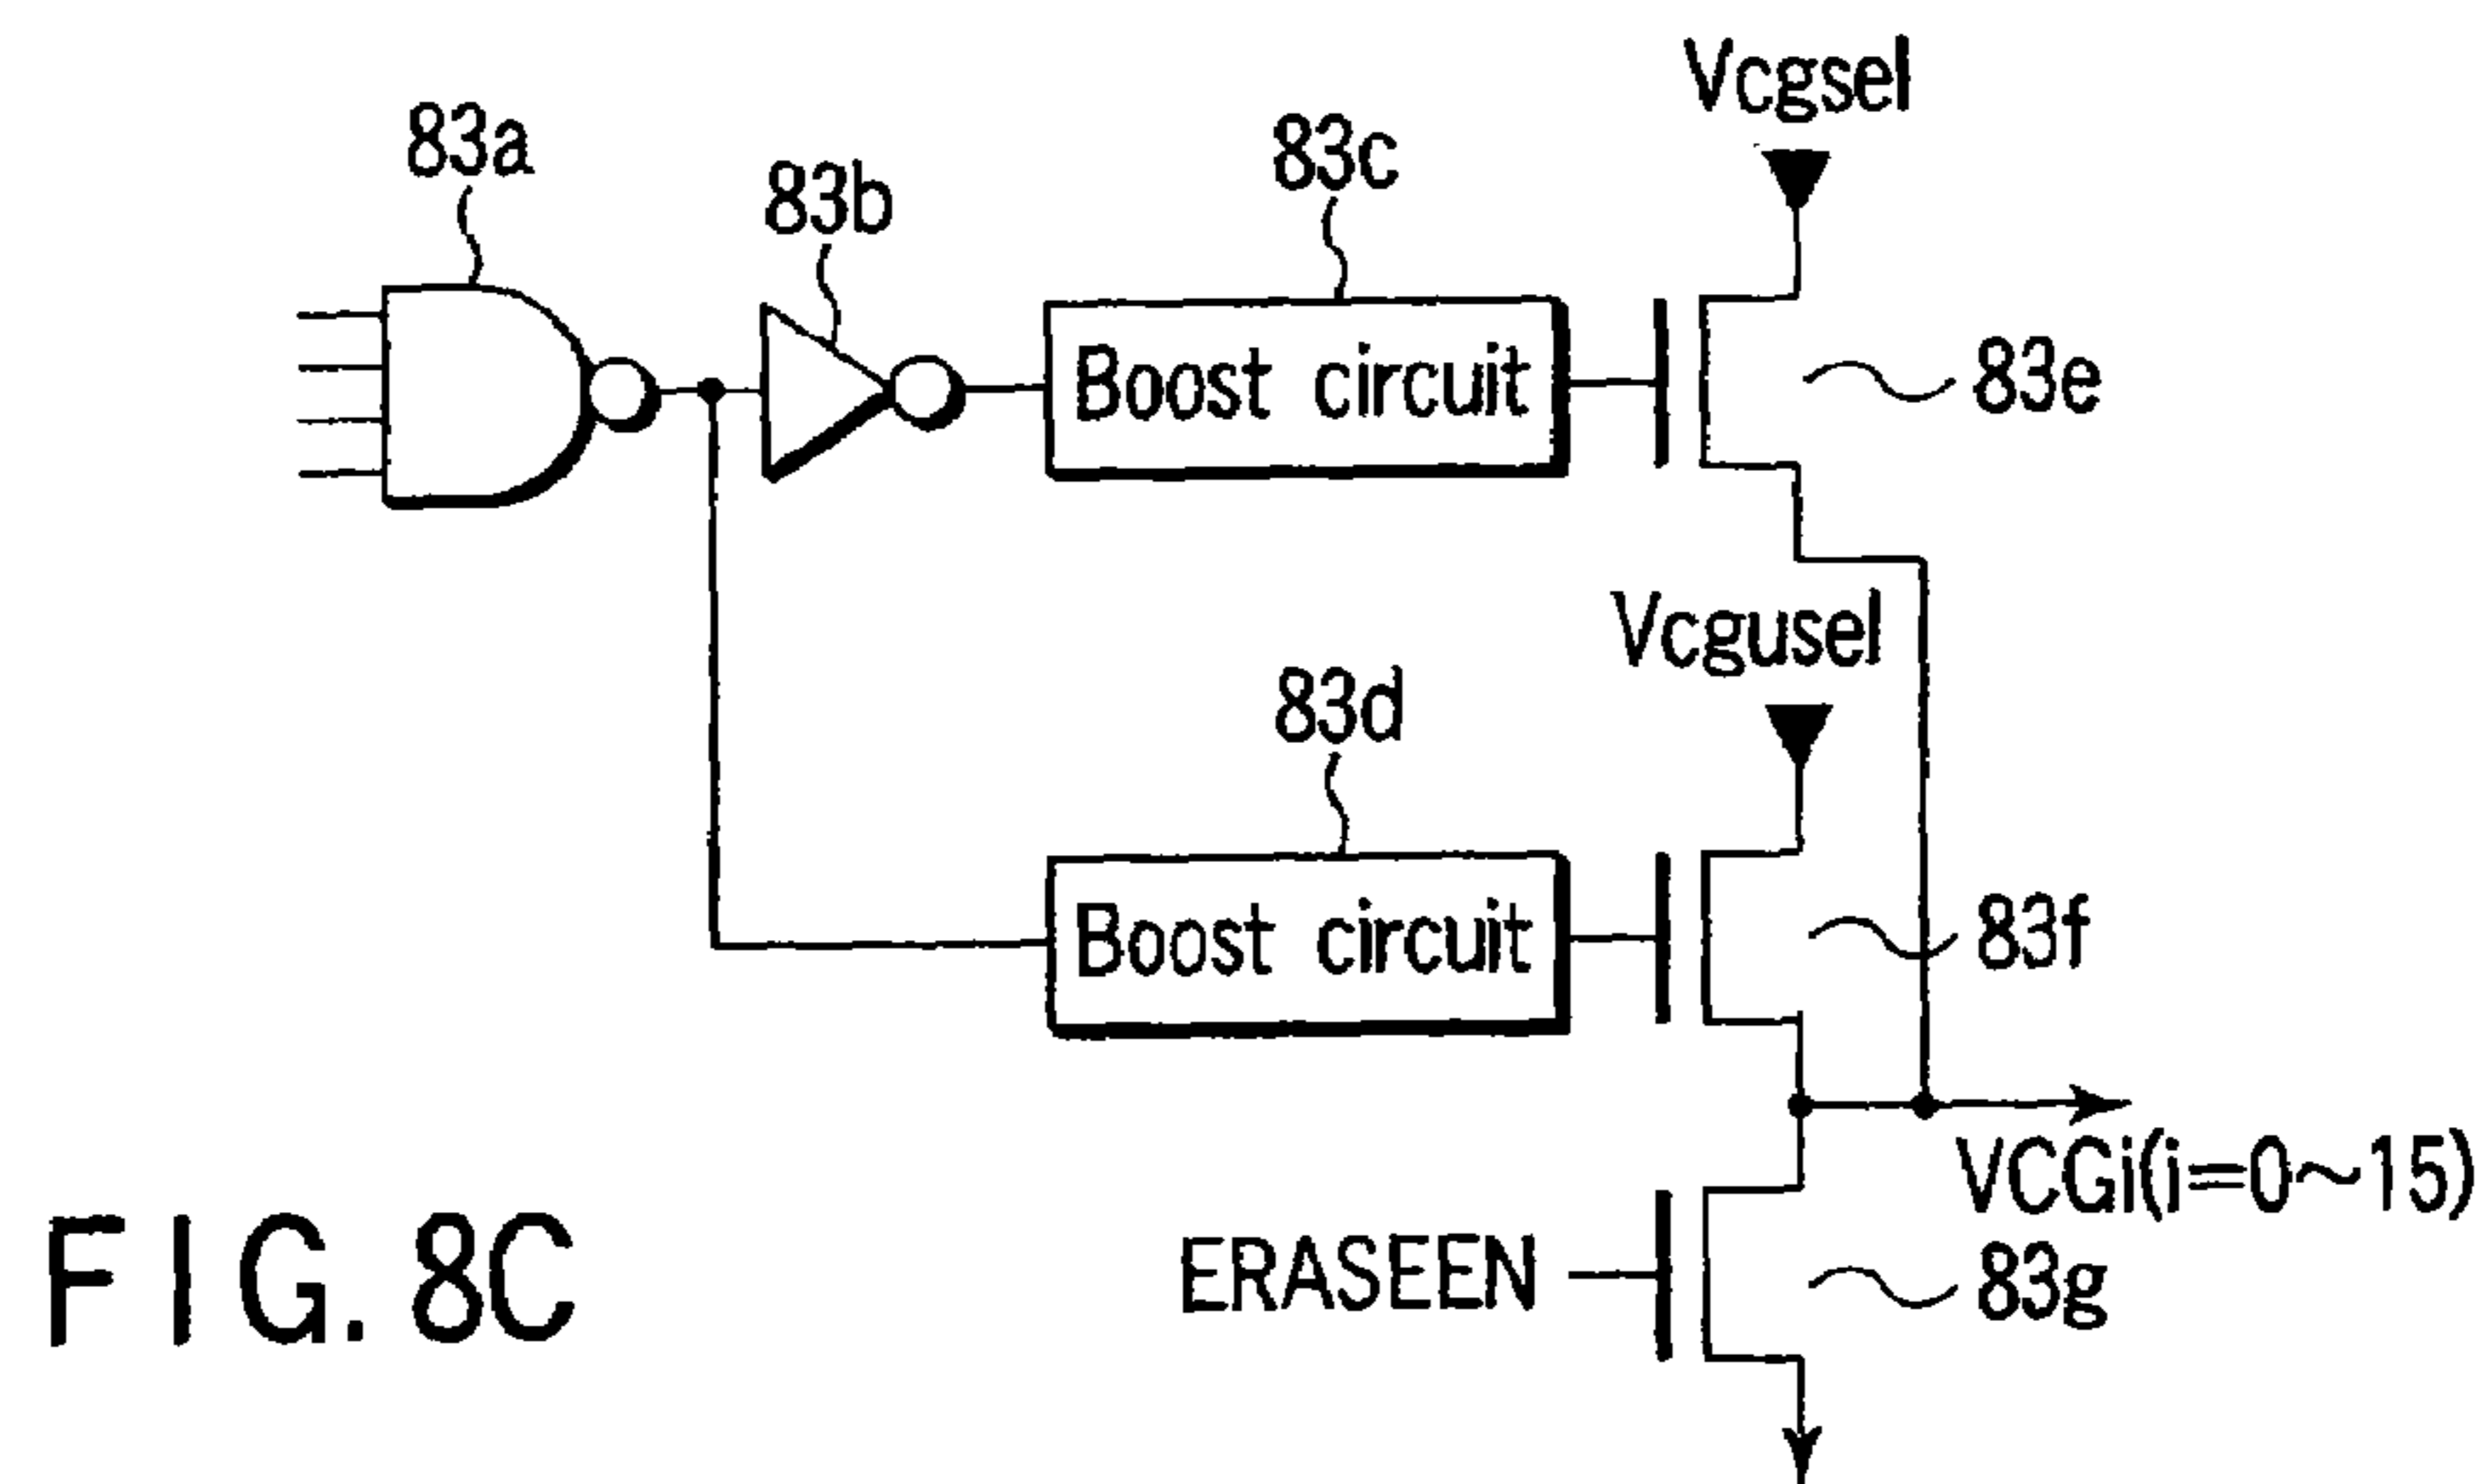 Vcgsel
83a
83b
83c
Boost circuit
83e
Vcgusel
83d
Boost circuit
83f
VCGi(i=0~15)
ERASEEN
83g
FIG. 8C